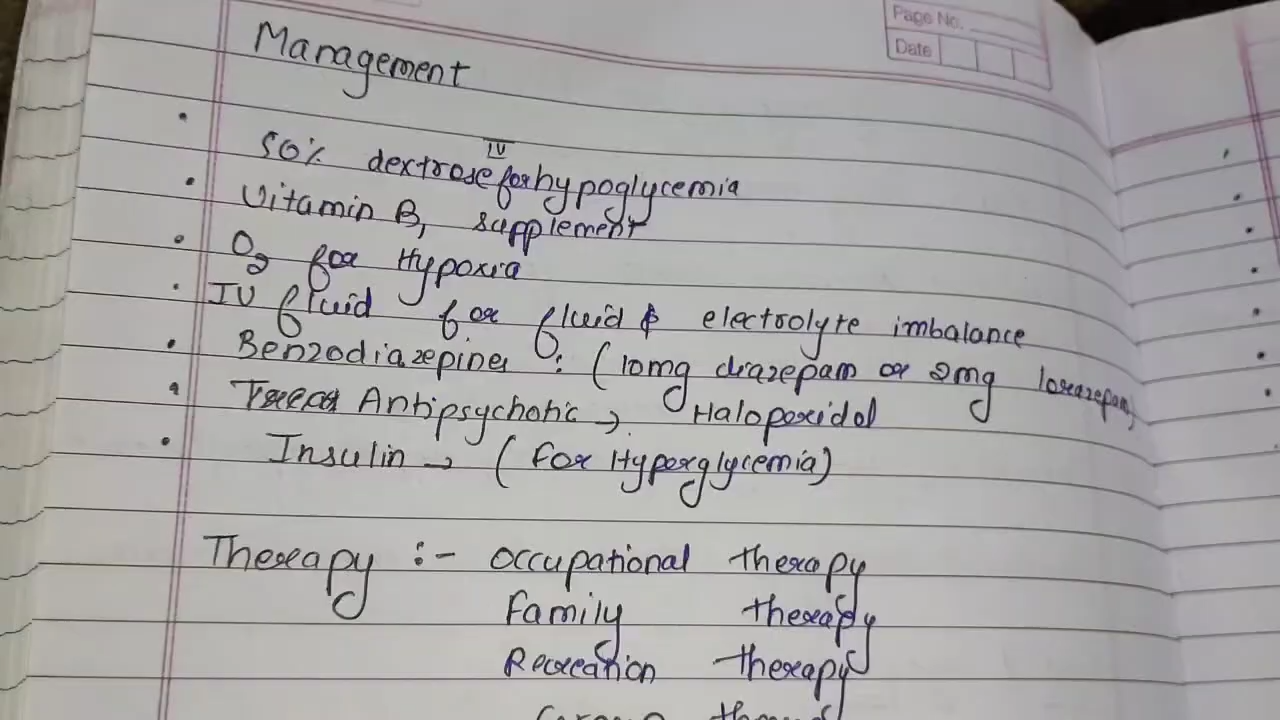 Page No.
Date
Management
• 50% dextrose IV for hypoglycemia
• Vitamin B1 supplement
• O2 for Hypoxia
• IV fluid for fluid & electrolyte imbalance
• Benzodiazepines : (10mg diazepam or 2mg lorazepam)
• Antipsychotic → Haloperidol
• Insulin → (For Hyperglycemia)
Therapy :- Occupational therapy
Family therapy
Recreation therapy